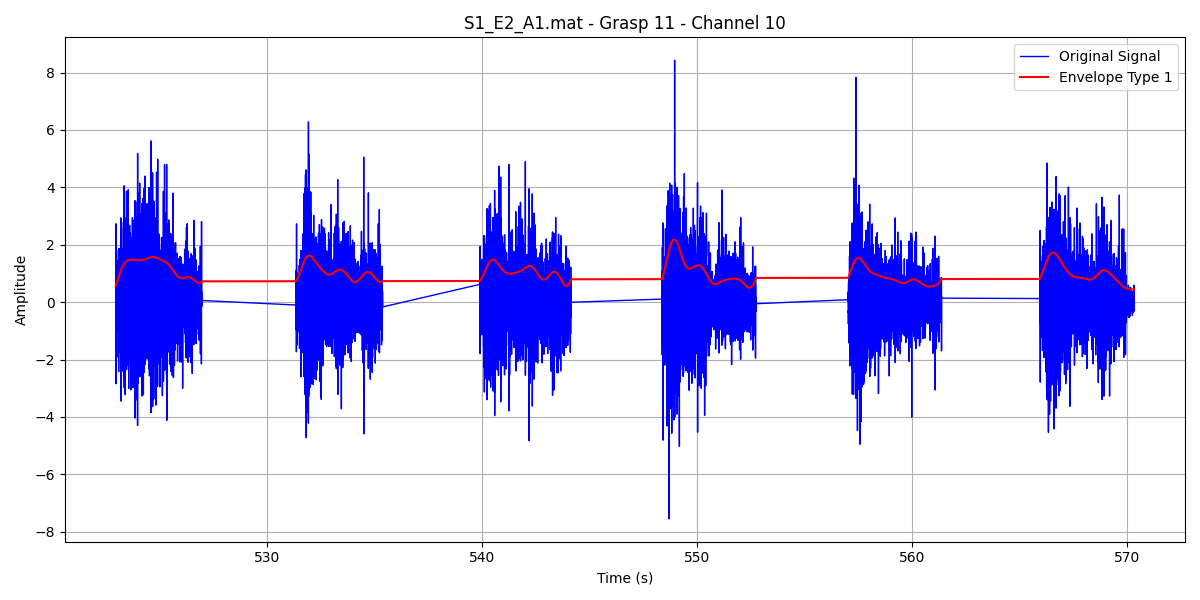 S1_E2_A1.mat - Grasp 11 - Channel 10
Original Signal
Envelope Type 1
8
6
4
2
0
−2
−4
−6
−8
Amplitude
530
540
550
560
570
Time (s)